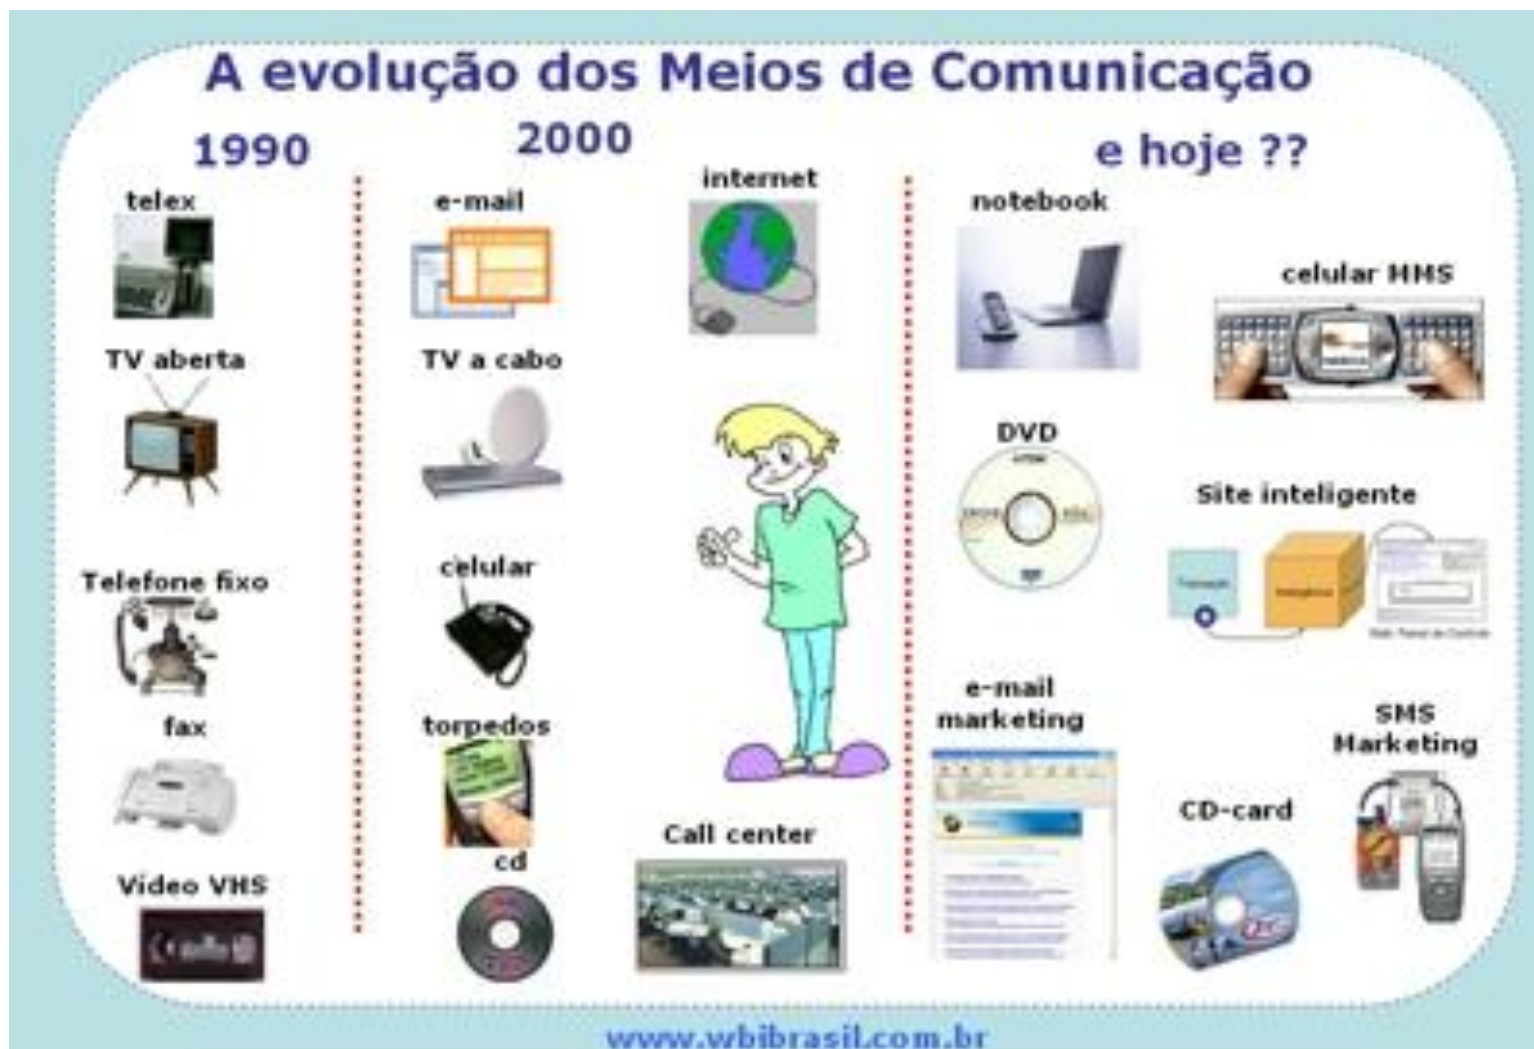 A evolução dos Meios de Comunicação
1990
2000
e hoje ??
telex
TV aberta
Telefone fixo
fax
Video VHS
e-mail
internet
TV a cabo
celular
torpedos
cd
Call center
notebook
celular MMS
DVD
Site inteligente
e-mail
marketing
SMS
Marketing
CD-card
www.wbibrasil.com.br